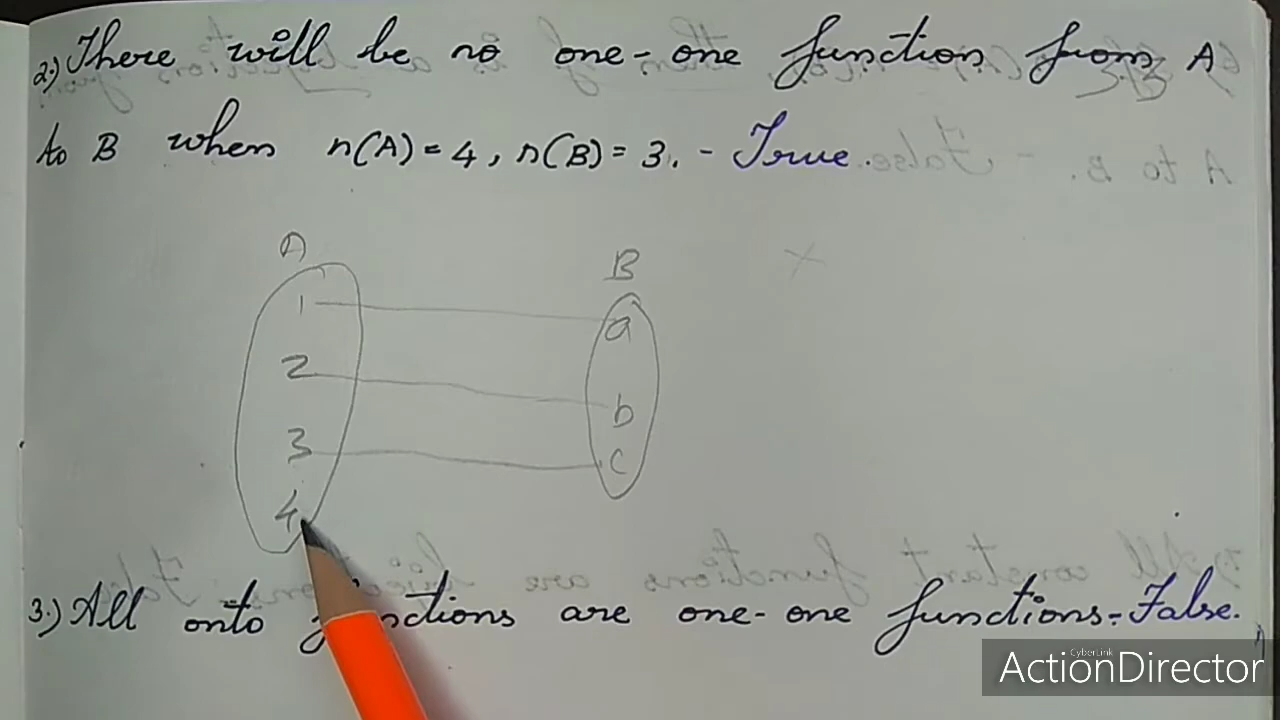 2.) There will be no one-one function from A
to B when n(A) = 4, n(B) = 3. - True.
A B
1 a
2 b
3 c
4
3.) All onto functions are one-one functions - False.
CyberLink
ActionDirector